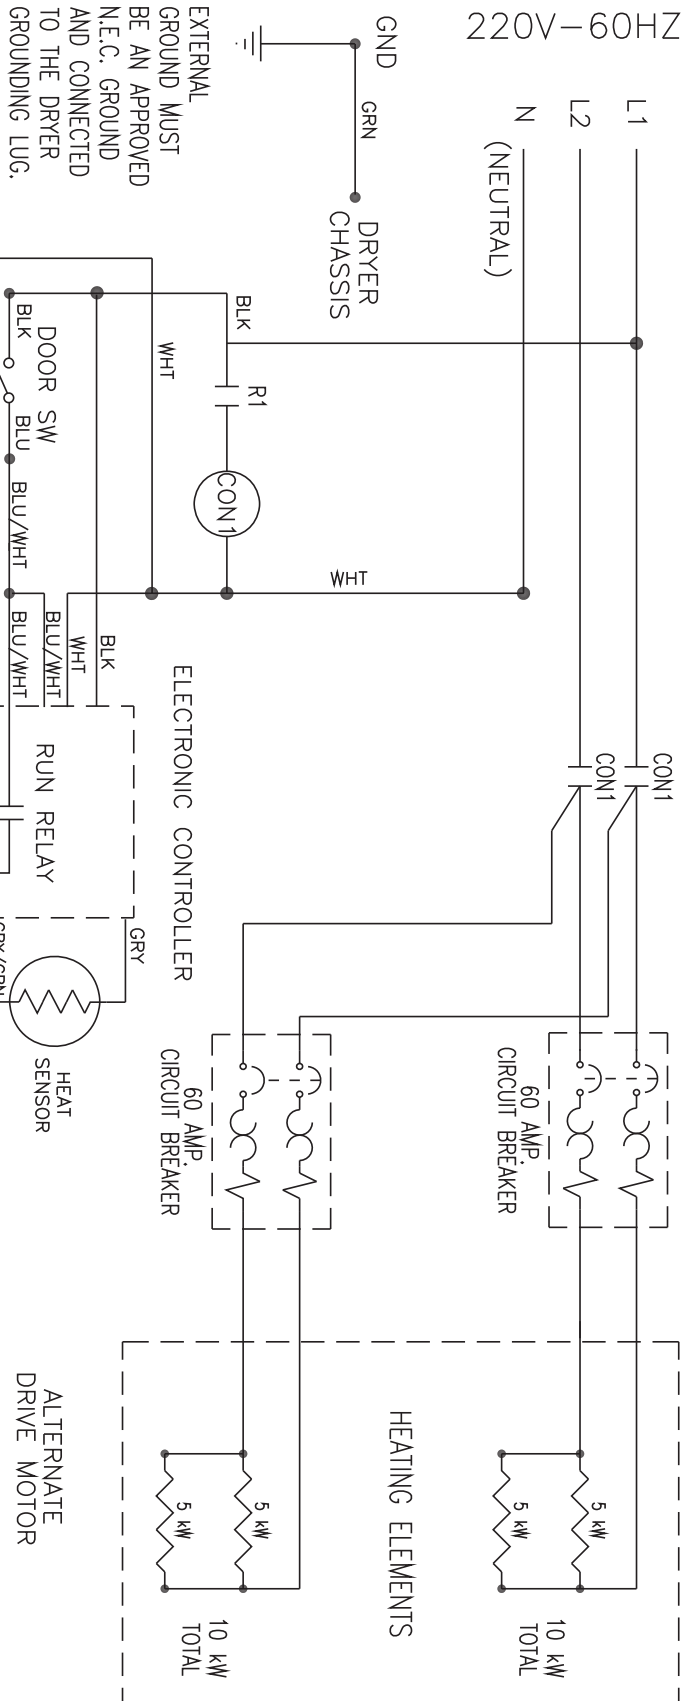 220V-60HZ
L1
L2
N
(NEUTRAL)
GND
GRN
DRYER
CHASSIS
EXTERNAL
GROUND MUST
BE AN APPROVED
N.E.C. GROUND
AND CONNECTED
TO THE DRYER
GROUNDING LUG.
BLK
WHT
R1
CON1
WHT
BLK
DOOR SW
BLU
BLU/WHT
BLU/WHT
BLU/WHT
WHT
BLK
CON1
CON1
ELECTRONIC CONTROLLER
RUN RELAY
GRY
GRY/GRN
HEAT
SENSOR
60 AMP.
CIRCUIT BREAKER
60 AMP.
CIRCUIT BREAKER
HEATING ELEMENTS
5 kW
5 kW
10 kW
TOTAL
5 kW
5 kW
10 kW
TOTAL
ALTERNATE
DRIVE MOTOR